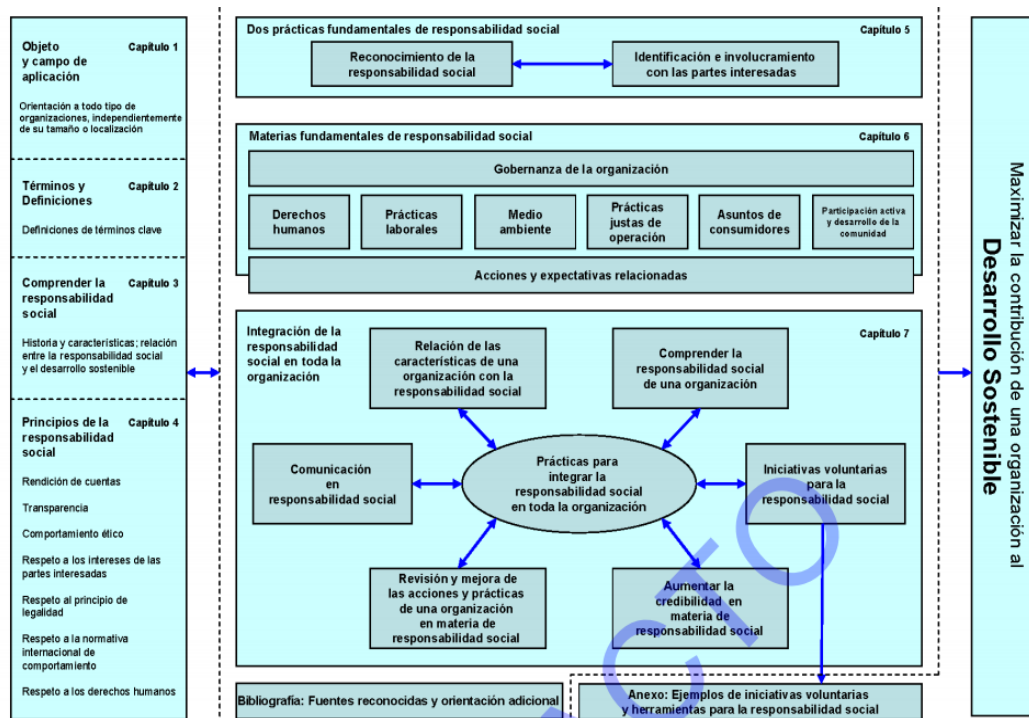 Objeto
y campo de
aplicación
Capítulo 1
Orientación a todo tipo de
organizaciones, independientemente
de su tamaño o localización
Términos y
Definiciones
Capítulo 2
Definiciones de términos clave
Comprender la
responsabilidad
social
Capítulo 3
Historia y características; relación
entre la responsabilidad social
y el desarrollo sostenible
Principios de la
responsabilidad
social
Capítulo 4
Rendición de cuentas
Transparencia
Comportamiento ético
Respeto a los intereses de las
partes interesadas
Respeto al principio de
legalidad
Respeto a la normativa
internacional de
comportamiento
Respeto a los derechos humanos
Dos prácticas fundamentales de responsabilidad social
Capítulo 5
Reconocimiento de la
responsabilidad social
Identificación e involucramiento
con las partes interesadas
Materias fundamentales de responsabilidad social
Capítulo 6
Gobernanza de la organización
Derechos
humanos
Prácticas
laborales
Medio
ambiente
Prácticas
justas de
operación
Asuntos de
consumidores
Participación activa
y desarrollo de la
comunidad
Acciones y expectativas relacionadas
Integración de la
responsabilidad
social en toda la
organización
Capítulo 7
Relación de las
características de una
organización con la
responsabilidad social
Comprender la
responsabilidad social
de una organización
Comunicación
en
responsabilidad social
Prácticas para
integrar la
responsabilidad social
en toda la organización
Iniciativas voluntarias
para la
responsabilidad social
Revisión y mejora de
las acciones y prácticas
de una organización
en materia de
responsabilidad social
Aumentar la
credibilidad en
materia de
responsabilidad social
Bibliografía: Fuentes reconocidas y orientación adicional
Anexo: Ejemplos de iniciativas voluntarias
y herramientas para la responsabilidad social
Maximizar la contribución de una organización al
Desarrollo Sostenible
CTO